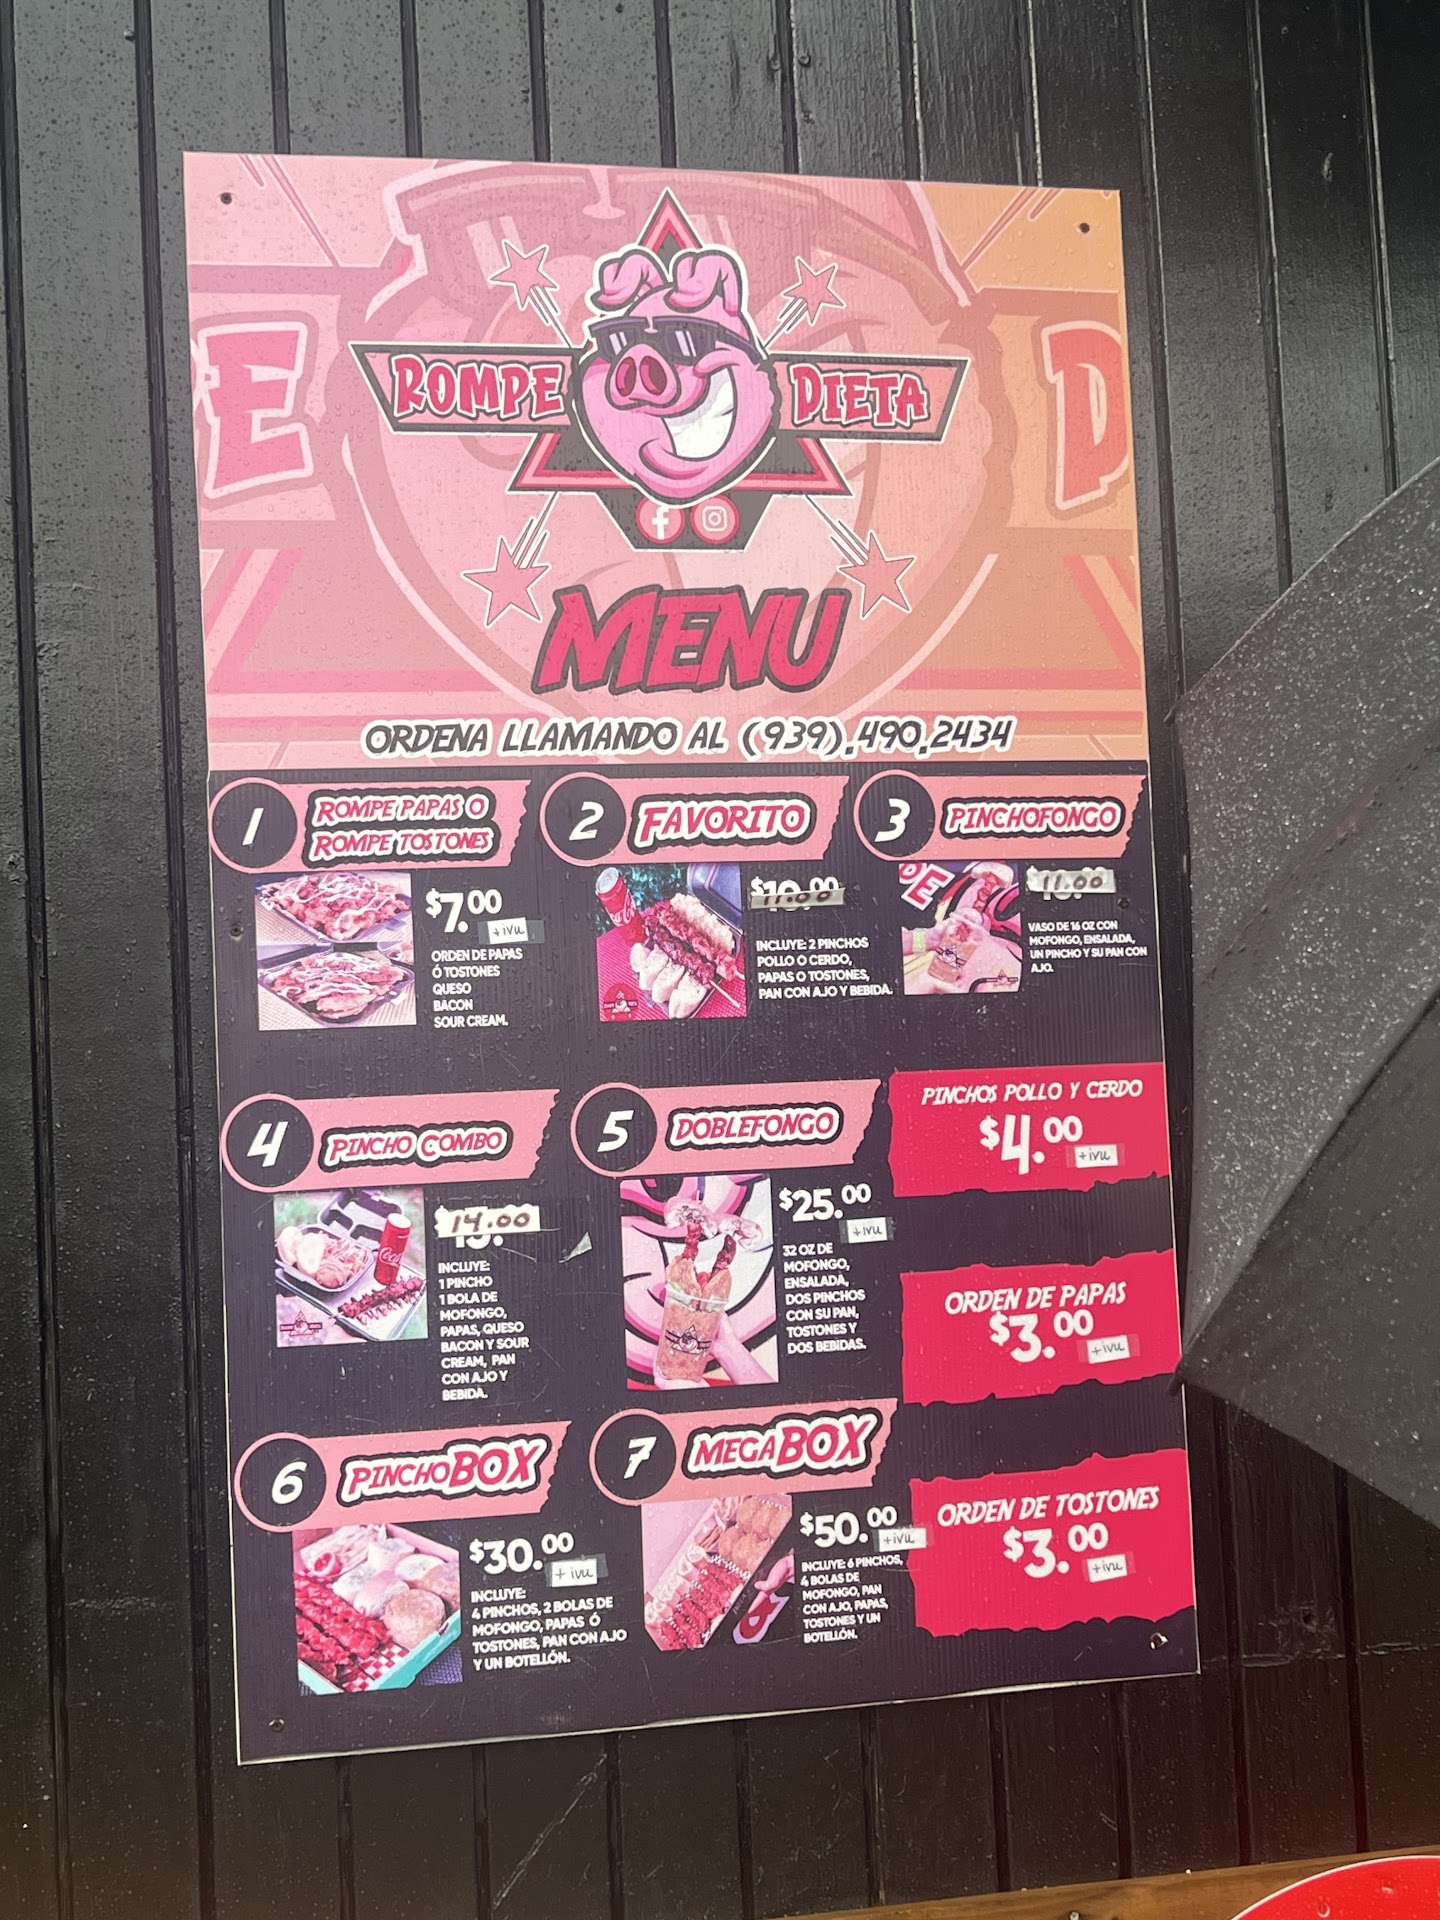 ROMPE DIETA
MENU
ORDENA LLAMANDO AL (939).490.2434
1
ROMPE PAPAS O
ROMPE TOSTONES
$7.00
+ivu
ORDEN DE PAPAS
Ó TOSTONES
QUESO
BACON
SOUR CREAM.
2
FAVORITO
$10.00
11.00
INCLUYE: 2 PINCHOS
POLLO O CERDO,
PAPAS O TOSTONES,
PAN CON AJO Y BEBIDA.
3
PINCHOFONGO
11.00
VASO DE 16 OZ CON
MOFONGO, ENSALADA,
UN PINCHO Y SU PAN CON
AJO.
4
PINCHO COMBO
14.00
INCLUYE:
1 PINCHO
1 BOLA DE
MOFONGO,
PAPAS, QUESO
BACON Y SOUR
CREAM, PAN
CON AJO Y
BEBIDA.
5
DOBLEFONGO
$25.00
+ivu
32 OZ DE
MOFONGO,
ENSALADA,
DOS PINCHOS
CON SU PAN,
TOSTONES Y
DOS BEBIDAS.
PINCHOS POLLO Y CERDO
$4.00
+ivu
ORDEN DE PAPAS
$3.00
+ivu
ORDEN DE TOSTONES
$3.00
+ivu
6
PINCHOBOX
$30.00
+ivu
INCLUYE:
4 PINCHOS, 2 BOLAS DE
MOFONGO, PAPAS Ó
TOSTONES, PAN CON AJO
Y UN BOTELLÓN.
7
MEGABOX
$50.00
+ivu
INCLUYE: 6 PINCHOS,
4 BOLAS DE
MOFONGO, PAN
CON AJO, PAPAS,
TOSTONES Y UN
BOTELLÓN.